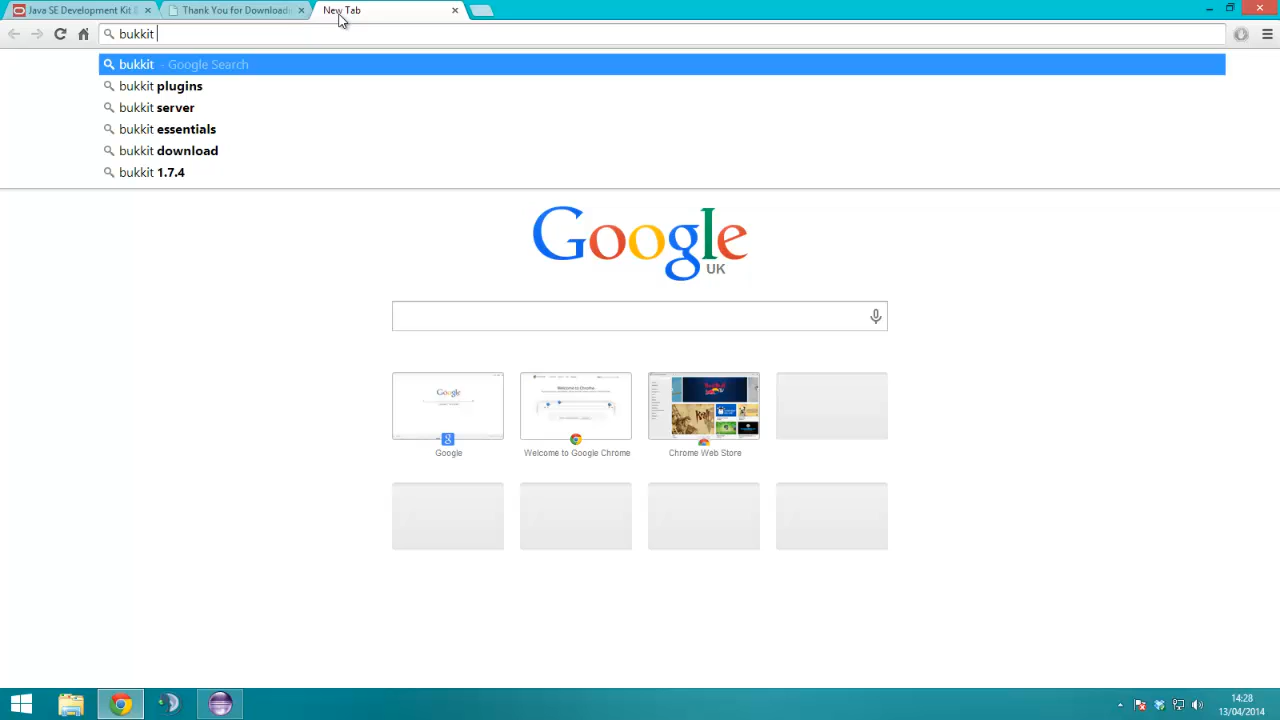 Java SE Development Kit
Thank You for Download
New Tab
bukkit
bukkit - Google Search
bukkit plugins
bukkit server
bukkit essentials
bukkit download
bukkit 1.7.4
Google
UK
Google
Welcome to Google Chrome
Chrome Web Store
14:28
13/04/2014